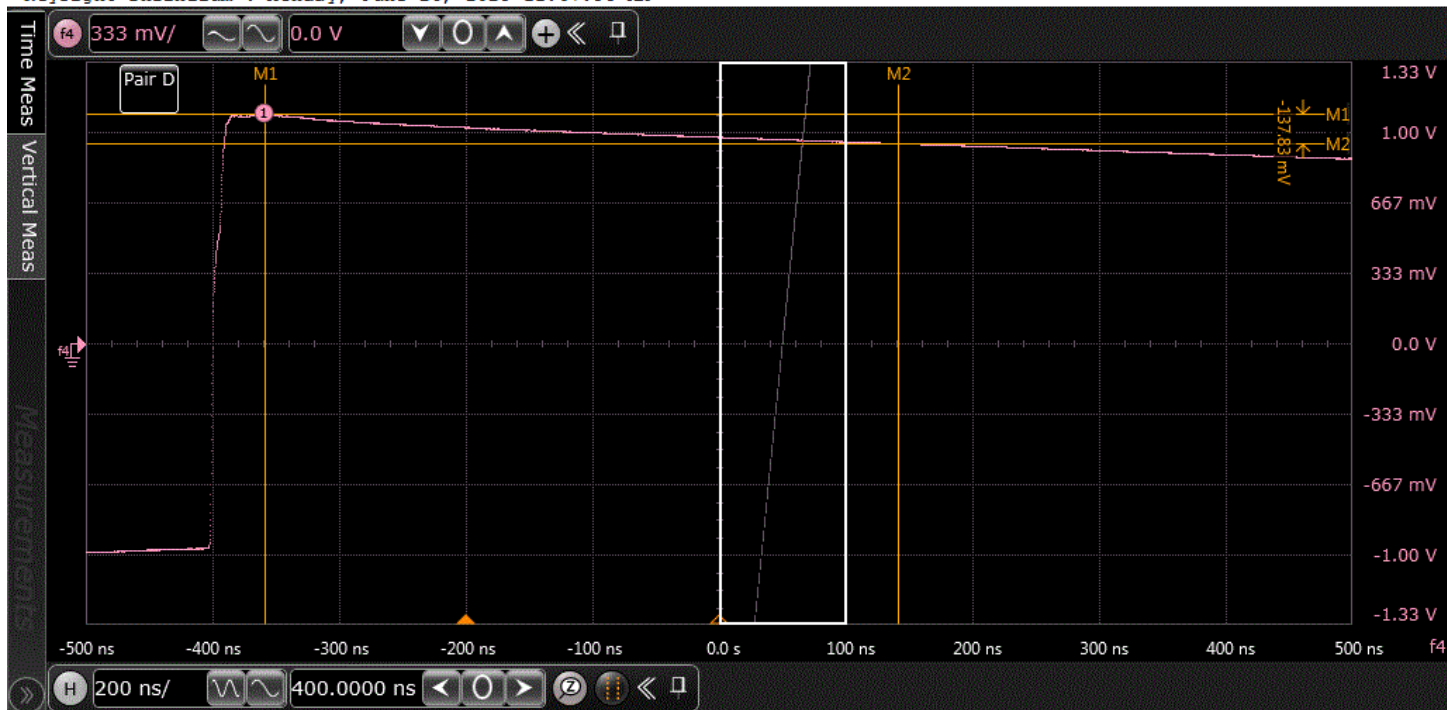 f4 333 mV/ 0.0 V
Time Meas
Vertical Meas
Measurements
Pair D
M1
M2
1
-137.83 mV
M1
M2
1.33 V
1.00 V
667 mV
333 mV
0.0 V
-333 mV
-667 mV
-1.00 V
-1.33 V
f4
-500 ns -400 ns -300 ns -200 ns -100 ns 0.0 s 100 ns 200 ns 300 ns 400 ns 500 ns f4
H 200 ns/ 400.0000 ns Z